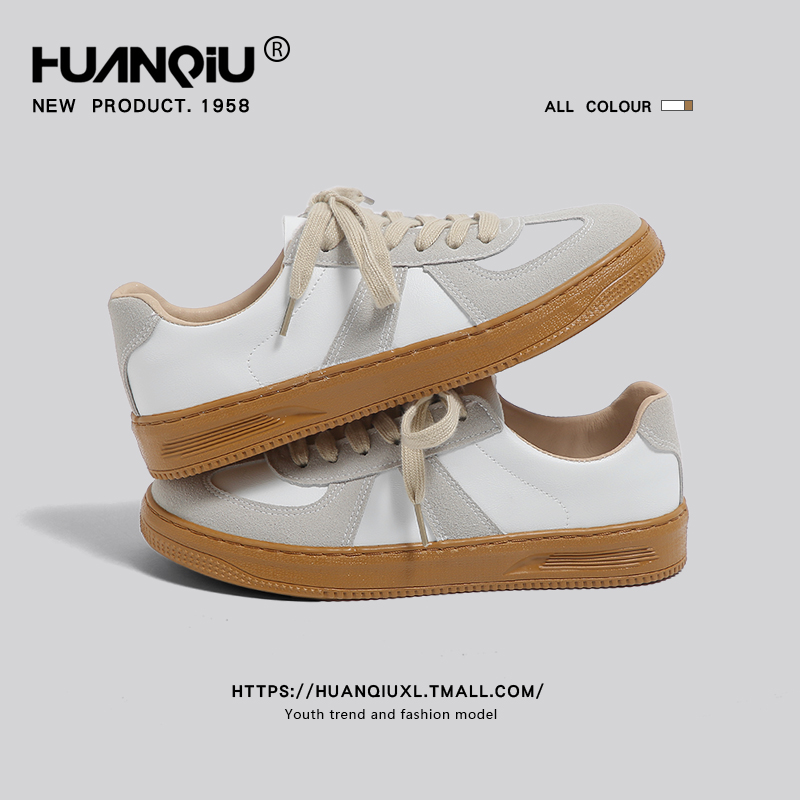 HUANQiU®
NEW PRODUCT. 1958
ALL COLOUR
HTTPS://HUANQIUXL.TMALL.COM/
Youth trend and fashion model